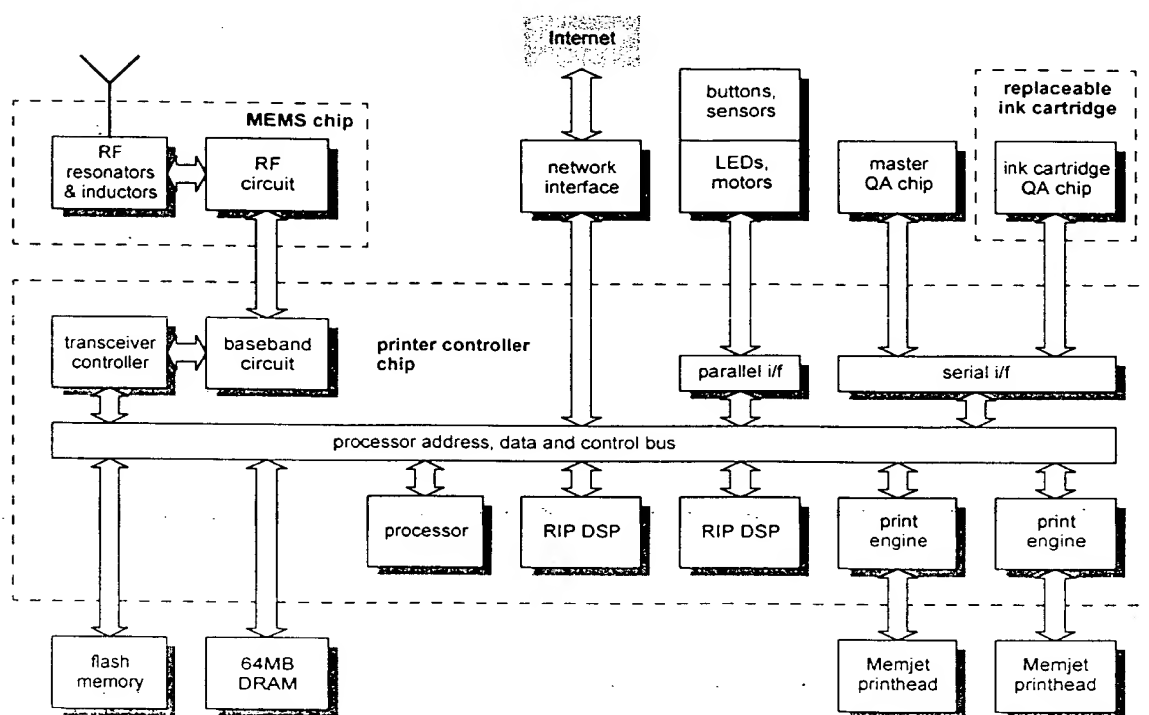 Internet
MEMS chip
RF
resonators
& inductors
RF
circuit
network
interface
buttons,
sensors
LEDs,
motors
master
QA chip
replaceable
ink cartridge
ink cartridge
QA chip
transceiver
controller
baseband
circuit
printer controller
chip
parallel i/f
serial i/f
processor address, data and control bus
processor
RIP DSP
RIP DSP
print
engine
print
engine
flash
memory
64MB
DRAM
Memjet
printhead
Memjet
printhead